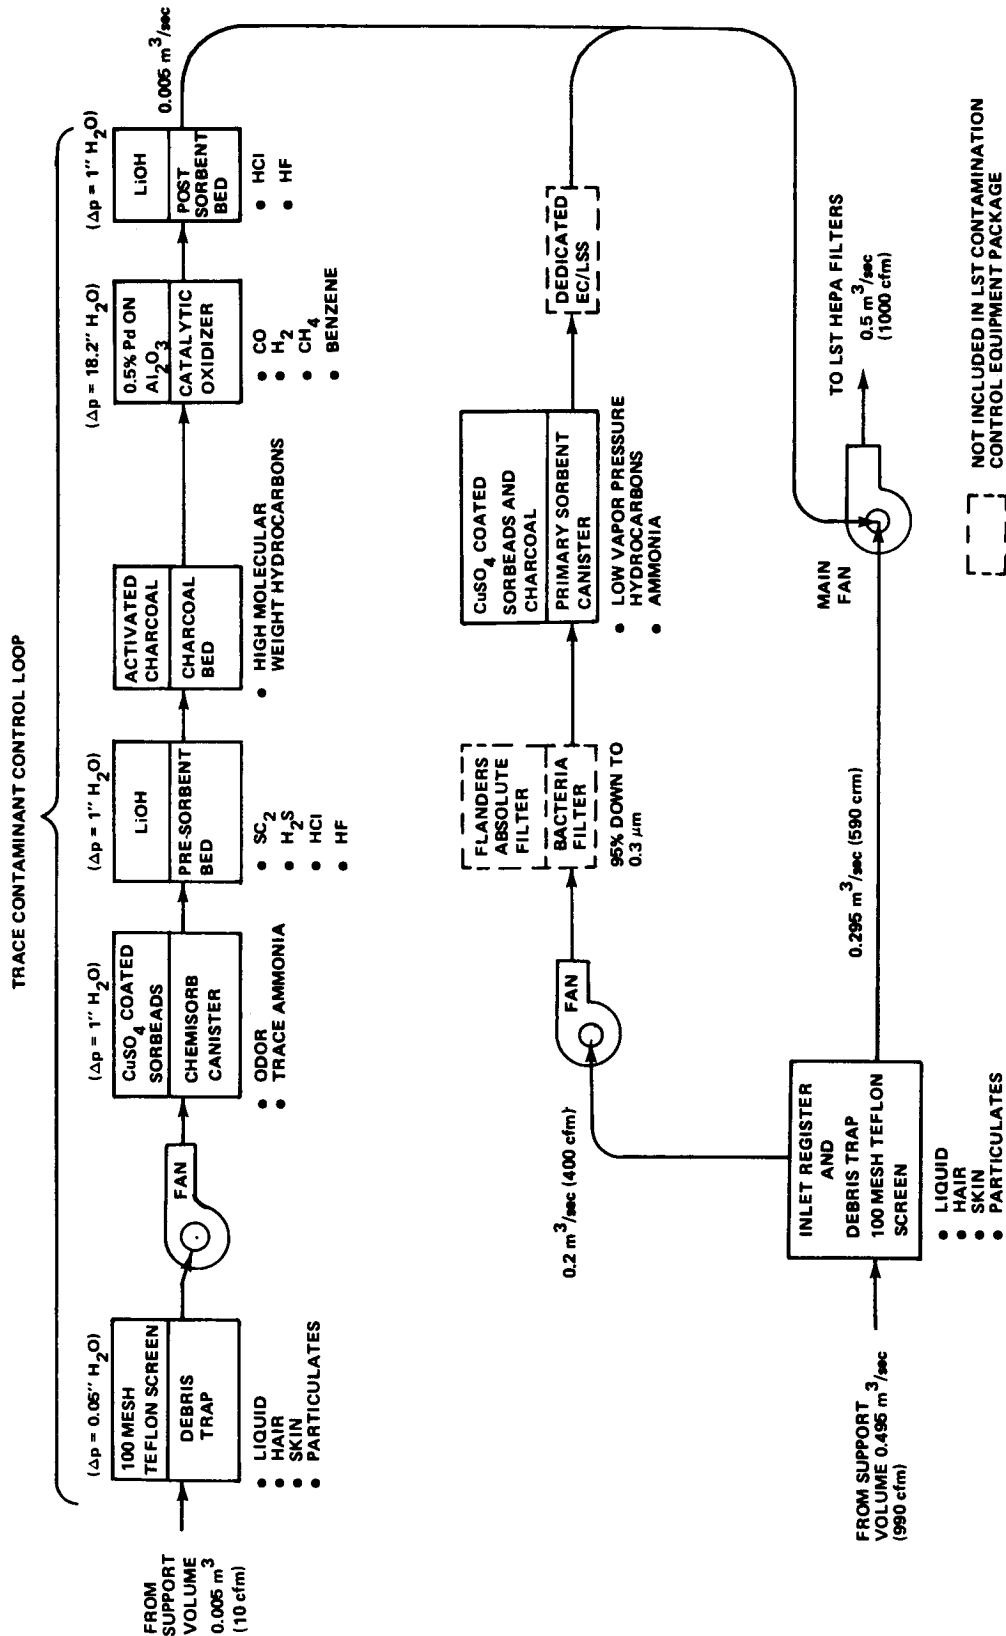 TRACE CONTAMINANT CONTROL LOOP
FROM
SUPPORT
VOLUME
0.005 m3
(10 cfm)
(Δp = 0.05" H2O)
100 MESH
TEFLON SCREEN
DEBRIS
TRAP
• LIQUID
• HAIR
• SKIN
• PARTICULATES
FAN
(Δp = 1" H2O)
CuSO4 COATED
SORBEADS
CHEMISORB
CANISTER
• ODOR
• TRACE AMMONIA
(Δp = 1" H2O)
LiOH
PRE-SORBENT
BED
• SC2
• H2S
• HCl
• HF
ACTIVATED
CHARCOAL
CHARCOAL
BED
• HIGH MOLECULAR
WEIGHT HYDROCARBONS
(Δp = 18.2" H2O)
0.5% Pd ON
Al2O3
CATALYTIC
OXIDIZER
• CO
• H2
• CH4
• BENZENE
(Δp = 1" H2O)
LiOH
POST
SORBENT
BED
• HCl
• HF
0.005 m3/sec
FROM SUPPORT
VOLUME 0.495 m3/sec
(990 cfm)
INLET REGISTER
AND
DEBRIS TRAP
100 MESH TEFLON
SCREEN
• LIQUID
• HAIR
• SKIN
• PARTICULATES
0.2 m3/sec (400 cfm)
FAN
FLANDERS
ABSOLUTE
FILTER
BACTERIA
FILTER
95% DOWN TO
0.3 μm
CuSO4 COATED
SORBEADS AND
CHARCOAL
PRIMARY SORBENT
CANISTER
• LOW VAPOR PRESSURE
HYDROCARBONS
• AMMONIA
DEDICATED
EC/LSS
0.295 m3/sec (590 crm)
MAIN
FAN
TO LST HEPA FILTERS
0.5 m3/sec
(1000 cfm)
NOT INCLUDED IN LST CONTAMINATION
CONTROL EQUIPMENT PACKAGE